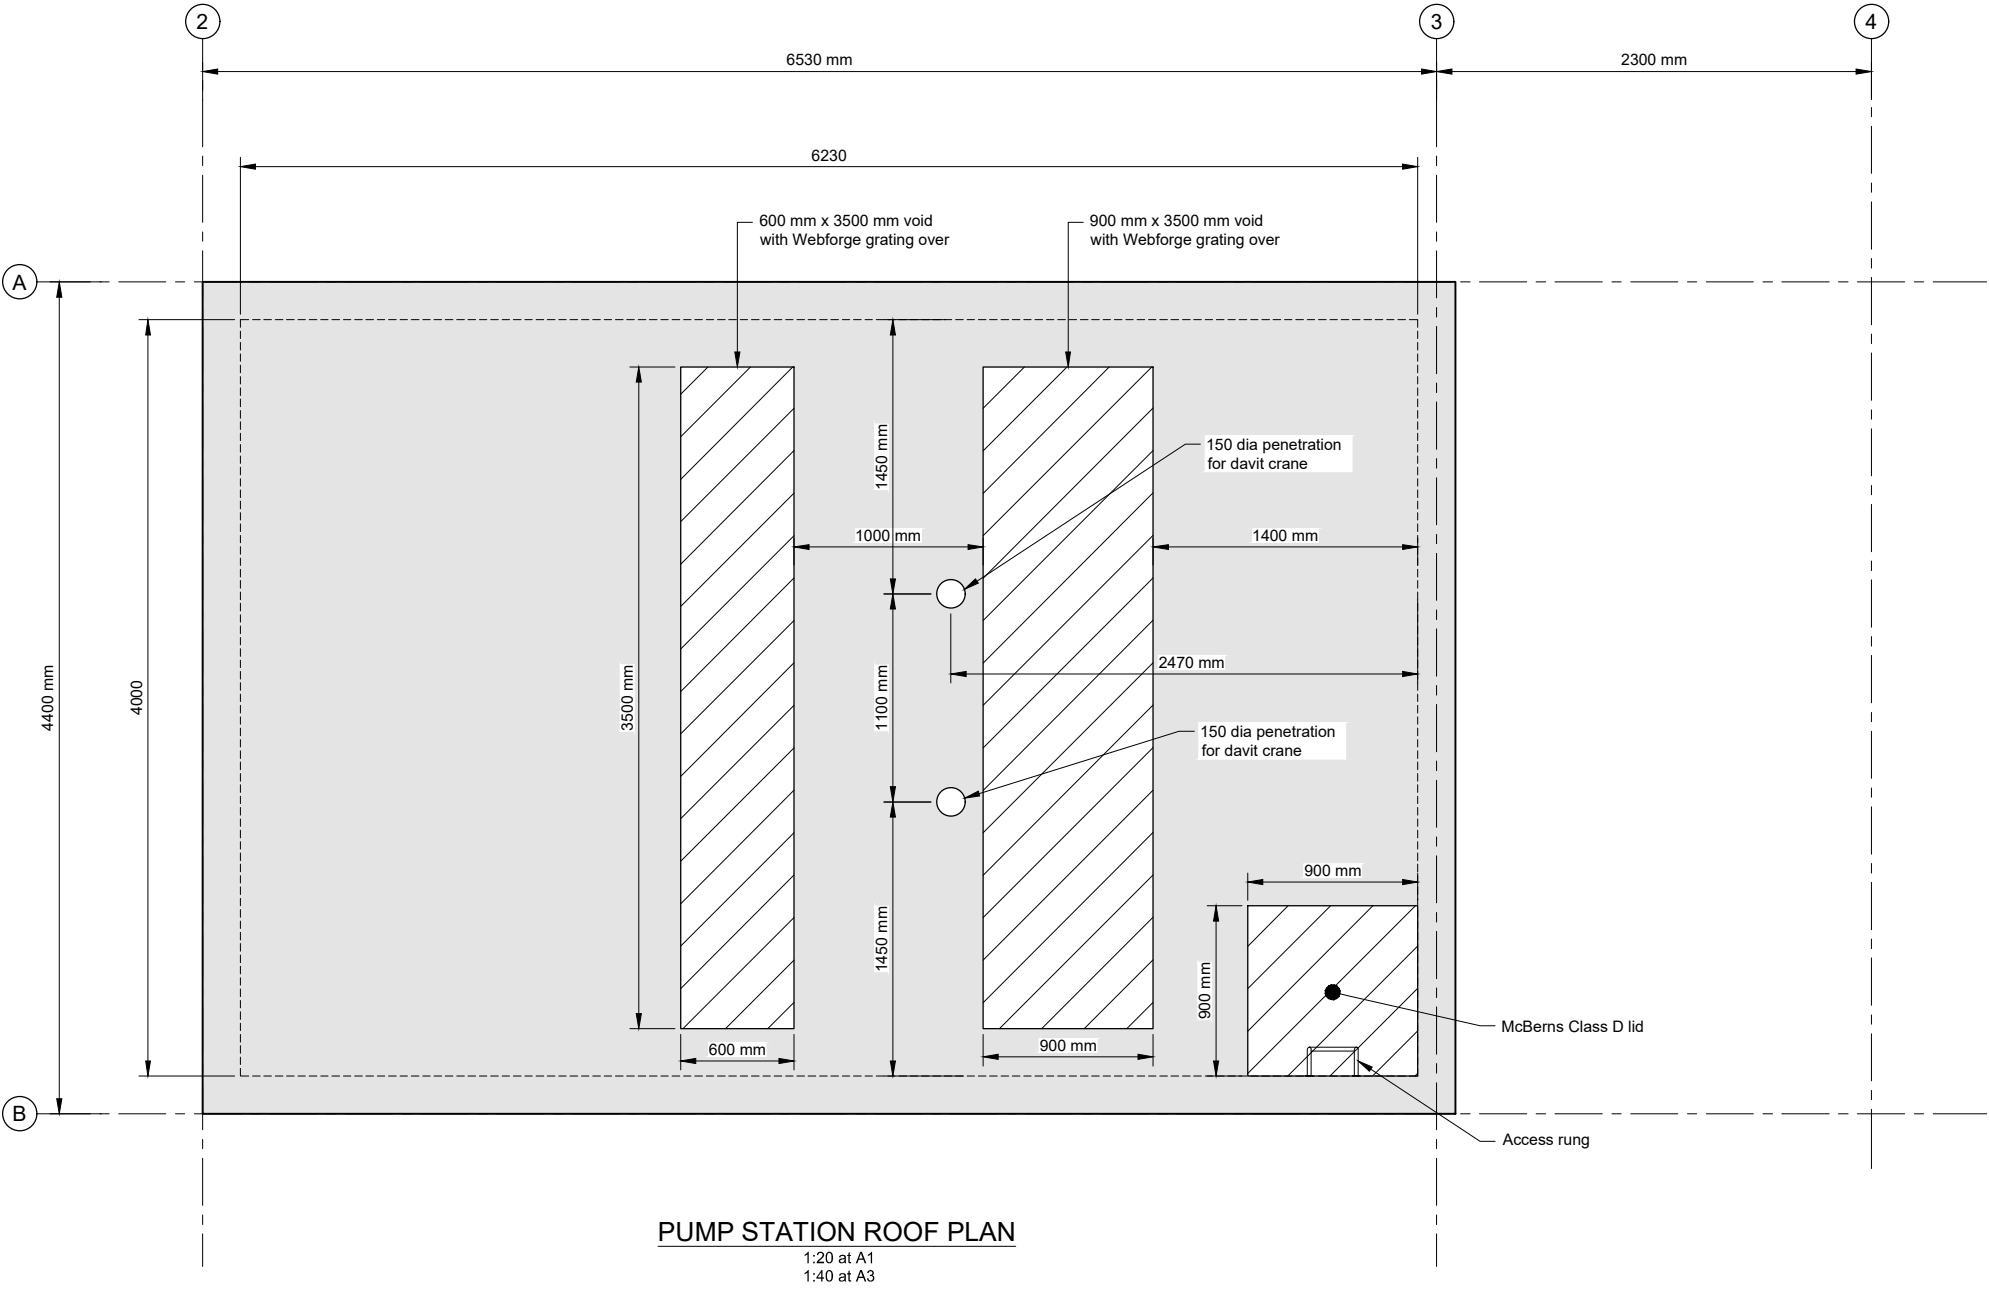 2
3
4
6530 mm
2300 mm
6230
600 mm x 3500 mm void
with Webforge grating over
900 mm x 3500 mm void
with Webforge grating over
A
1450 mm
150 dia penetration
for davit crane
1000 mm
1400 mm
4400 mm
4000
3500 mm
1100 mm
2470 mm
150 dia penetration
for davit crane
900 mm
1450 mm
900 mm
McBerns Class D lid
600 mm
900 mm
B
Access rung
PUMP STATION ROOF PLAN
1:20 at A1
1:40 at A3